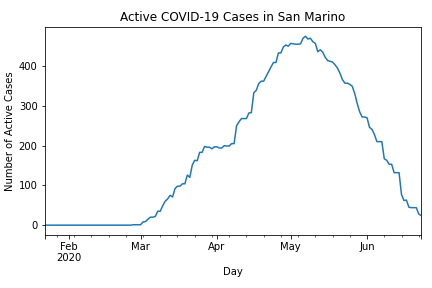 Active COVID-19 Cases in San Marino
Number of Active Cases
400
300
200
100
0
Feb Mar Apr May Jun
2020
Day